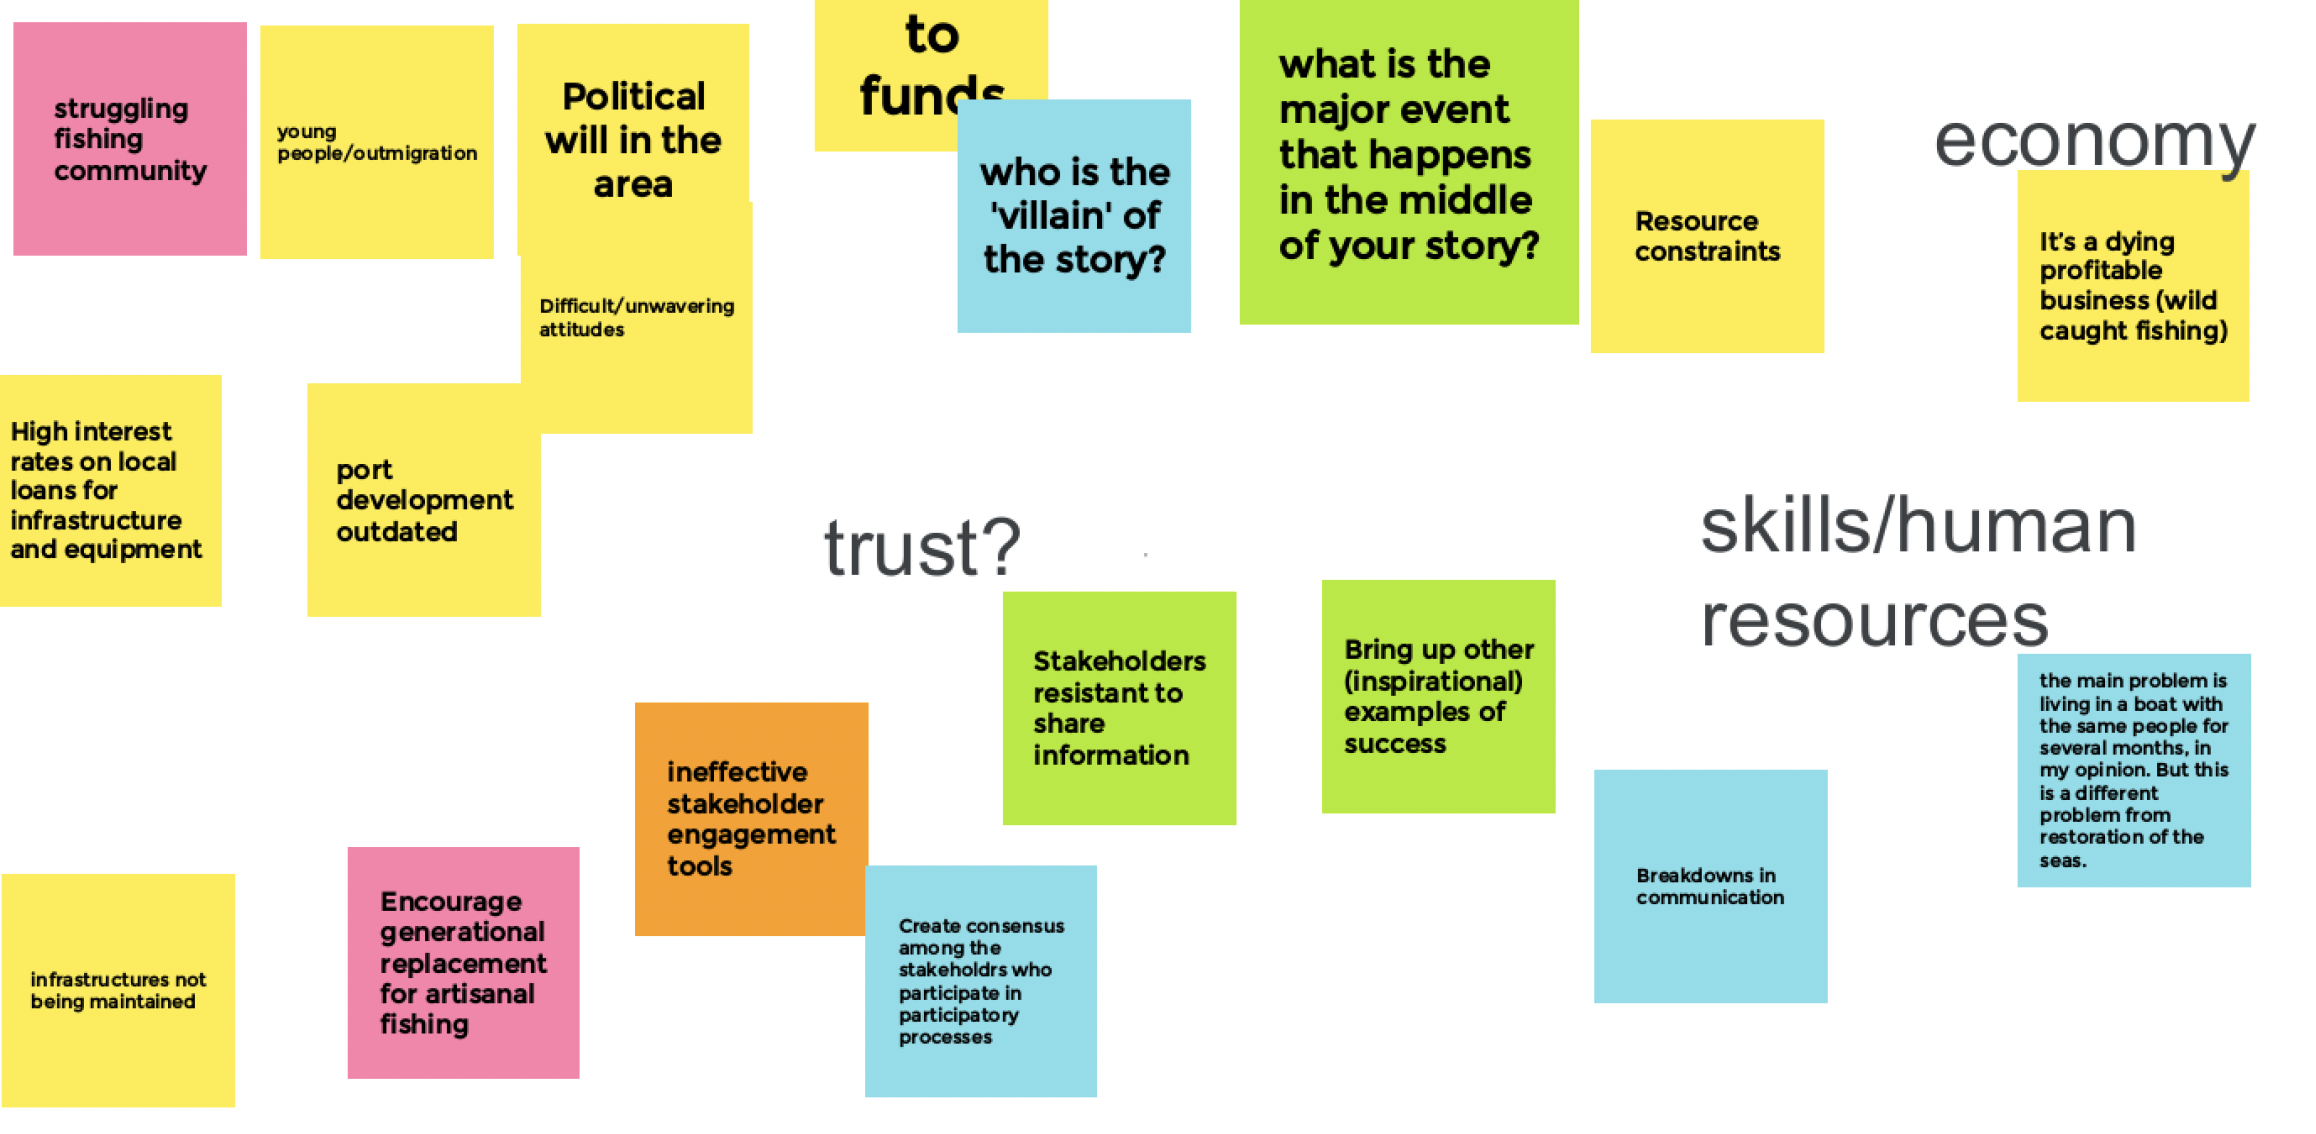 struggling
fishing
community
young
people/outmigration
Political
will in the
area
Difficult/unwavering
attitudes
to
funds
who is the
'villain' of
the story?
what is the
major event
that happens
in the middle
of your story?
Resource
constraints
economy
It's a dying
profitable
business (wild
caught fishing)
High interest
rates on local
loans for
infrastructure
and equipment
port
development
outdated
trust?
skills/human
resources
Stakeholders
resistant to
share
information
Bring up other
(inspirational)
examples of
success
the main problem is
living in a boat with
the same people for
several months, in
my opinion. But this
is a different
problem from
restoration of the
seas.
ineffective
stakeholder
engagement
tools
Breakdowns in
communication
infrastructures not
being maintained
Encourage
generational
replacement
for artisanal
fishing
Create consensus
among the
stakeholdrs who
participate in
participatory
processes